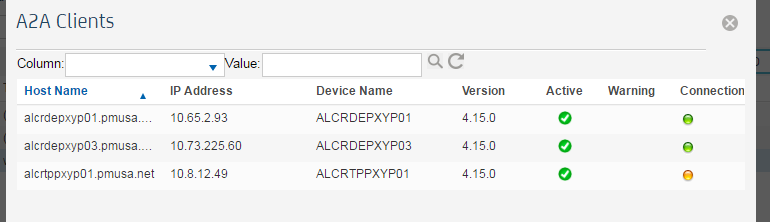 A2A Clients
Column: Value:
Host Name IP Address Device Name Version Active Warning Connection
alcrdepxyp01.pmusa.... 10.65.2.93 ALCRDEPXYP01 4.15.0
alcrdepxyp03.pmusa.... 10.73.225.60 ALCRDEPXYP03 4.15.0
alcrtppxyp01.pmusa.net 10.8.12.49 ALCRTPPXYP01 4.15.0